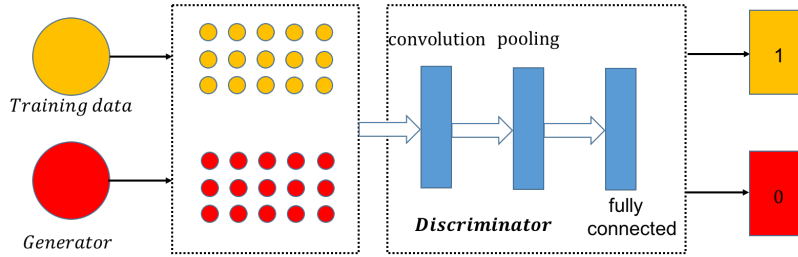 Training data
Generator
convolution pooling
Discriminator
fully
connected
1
0